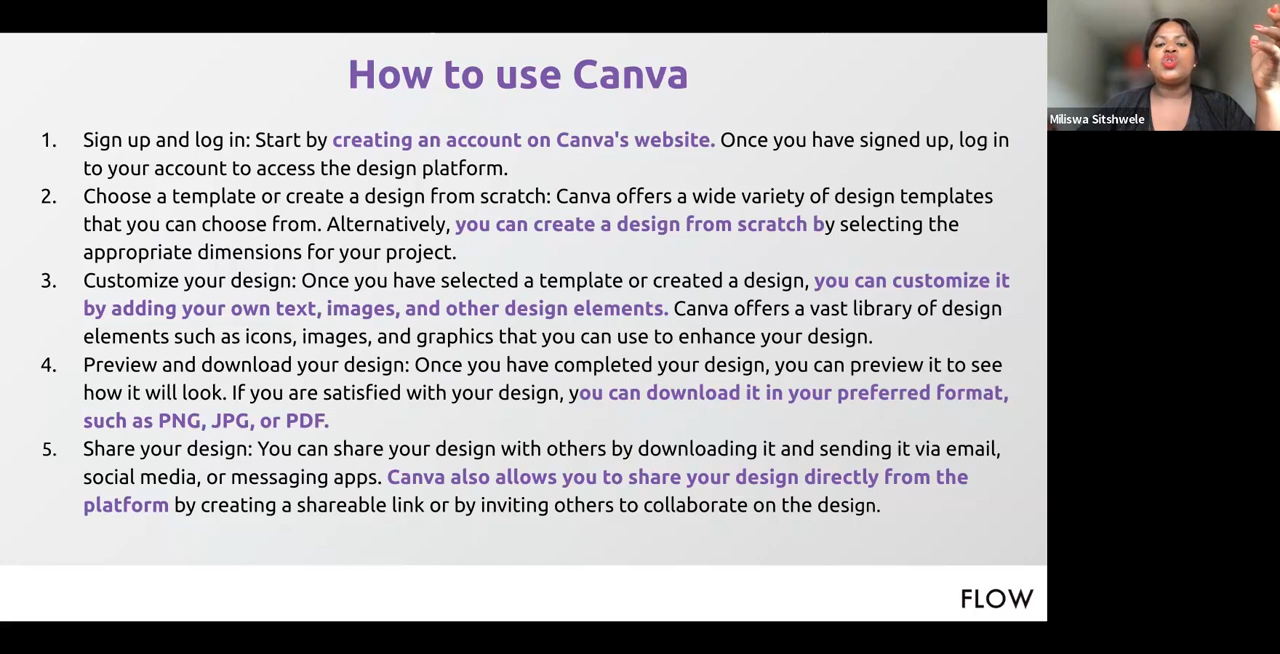 How to use Canva
1. Sign up and log in: Start by creating an account on Canva's website. Once you have signed up, log in
to your account to access the design platform.
2. Choose a template or create a design from scratch: Canva offers a wide variety of design templates
that you can choose from. Alternatively, you can create a design from scratch by selecting the
appropriate dimensions for your project.
3. Customize your design: Once you have selected a template or created a design, you can customize it
by adding your own text, images, and other design elements. Canva offers a vast library of design
elements such as icons, images, and graphics that you can use to enhance your design.
4. Preview and download your design: Once you have completed your design, you can preview it to see
how it will look. If you are satisfied with your design, you can download it in your preferred format,
such as PNG, JPG, or PDF.
5. Share your design: You can share your design with others by downloading it and sending it via email,
social media, or messaging apps. Canva also allows you to share your design directly from the
platform by creating a shareable link or by inviting others to collaborate on the design.
FLOW
Miliswa Sitshwele